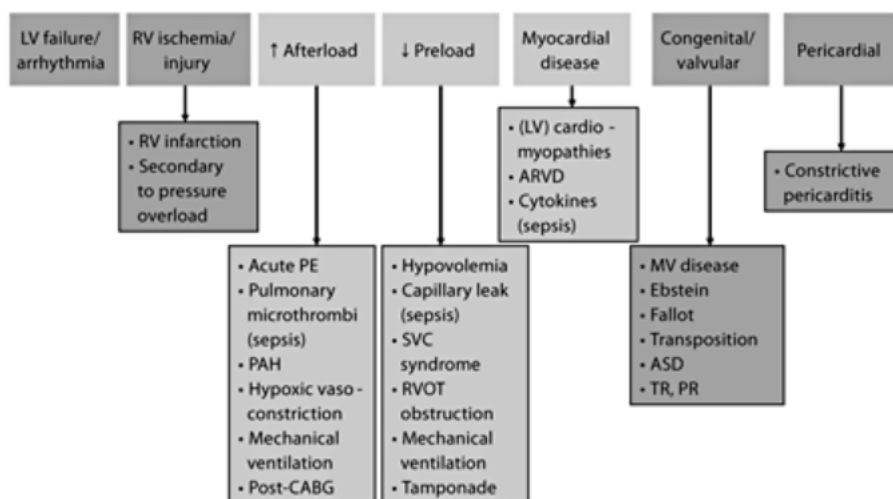 LV failure/
arrhythmia
RV ischemia/
injury
↑ Afterload
↓ Preload
Myocardial
disease
Congenital/
valvular
Pericardial
• RV infarction
• Secondary
to pressure
overload
• Acute PE
• Pulmonary
microthrombi
(sepsis)
• PAH
• Hypoxic vaso-
constriction
• Mechanical
ventilation
• Post-CABG
• Hypovolemia
• Capillary leak
(sepsis)
• SVC
syndrome
• RVOT
obstruction
• Mechanical
ventilation
• Tamponade
• (LV) cardio-
myopathies
• ARVD
• Cytokines
(sepsis)
• MV disease
• Ebstein
• Fallot
• Transposition
• ASD
• TR, PR
• Constrictive
pericarditis